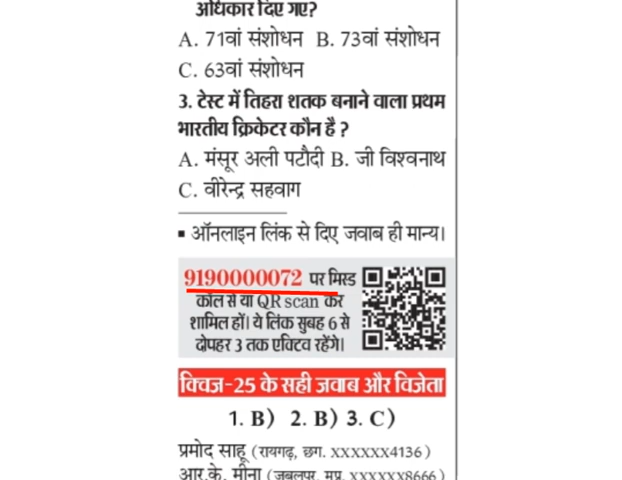 अधिकार दिए गए?
A. 71वां संशोधन B. 73वां संशोधन
C. 63वां संशोधन
3. टेस्ट में तिहरा शतक बनाने वाला प्रथम
भारतीय क्रिकेटर कौन है ?
A. मंसूर अली पटौदी B. जी विश्वनाथ
C. वीरेन्द्र सहवाग
▪ ऑनलाइन लिंक से दिए जवाब ही मान्य।
9190000072 पर मिस्ड
कॉल से या QR scan कर
शामिल हों। ये लिंक सुबह 6 से
दोपहर 3 तक एक्टिव रहेंगे।
क्विज-25 के सही जवाब और विजेता
1. B) 2. B) 3. C)
प्रमोद साहू (रायगढ़, छग. XXXXXX4136)
आर.के. मीना (जबलपुर, मप्र. XXXXXX8666)